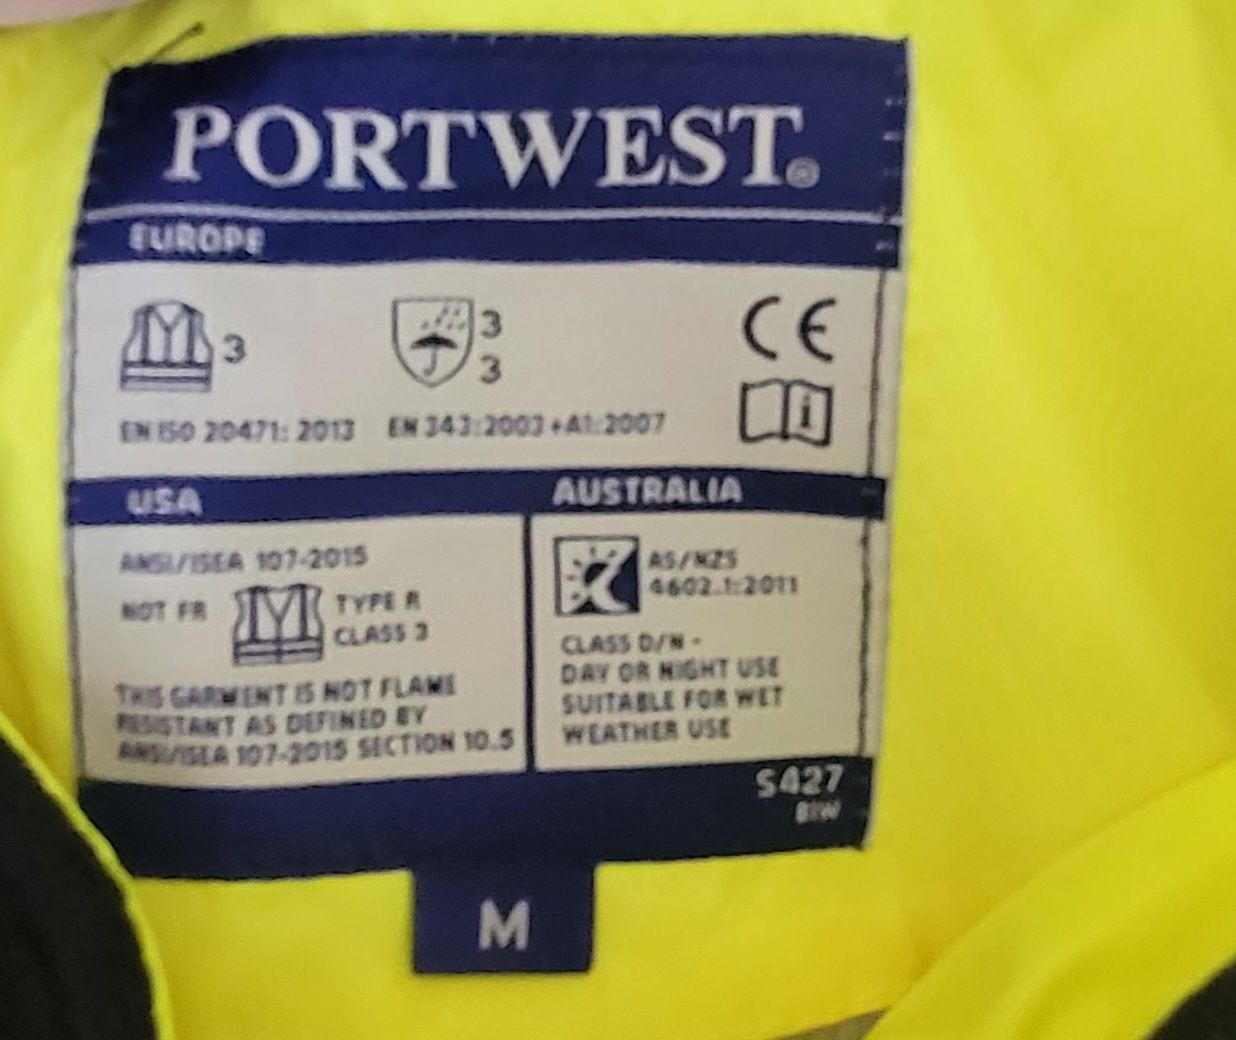 PORTWEST®
EUROPE
3
3
3
CE
i
EN ISO 20471: 2013
EN 343:2003+A1:2007
USA
ANSI/ISEA 107-2015
NOT FR
TYPE R
CLASS 3
THIS GARMENT IS NOT FLAME
RESISTANT AS DEFINED BY
ANSI/ISEA 107-2015 SECTION 10.5
AUSTRALIA
AS/NZS
4602.1:2011
CLASS D/N -
DAY OR NIGHT USE
SUITABLE FOR WET
WEATHER USE
S427
BIW
M